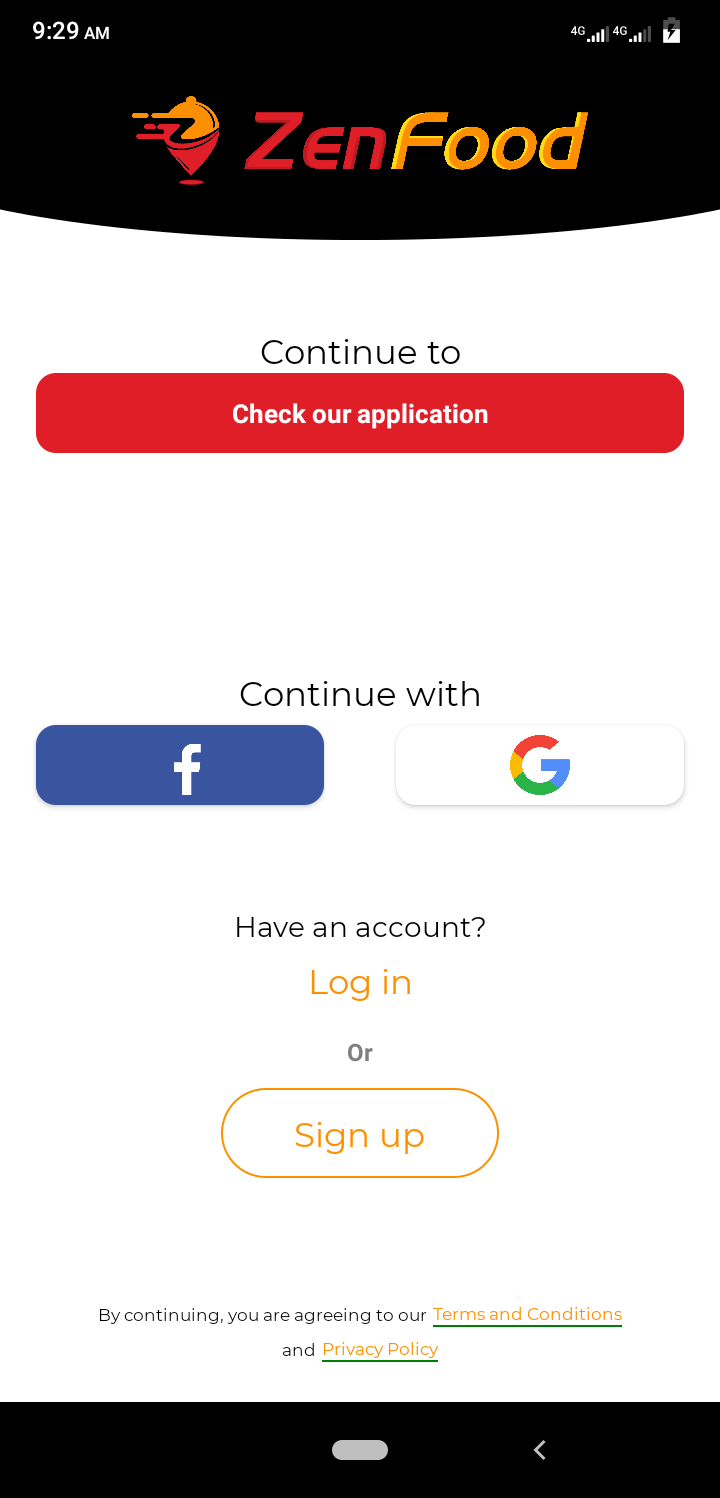 9:29 AM
4G 4G
ZenFood
Continue to
Check our application
Continue with
f G
Have an account?
Log in
Or
Sign up
By continuing, you are agreeing to our Terms and Conditions
and Privacy Policy